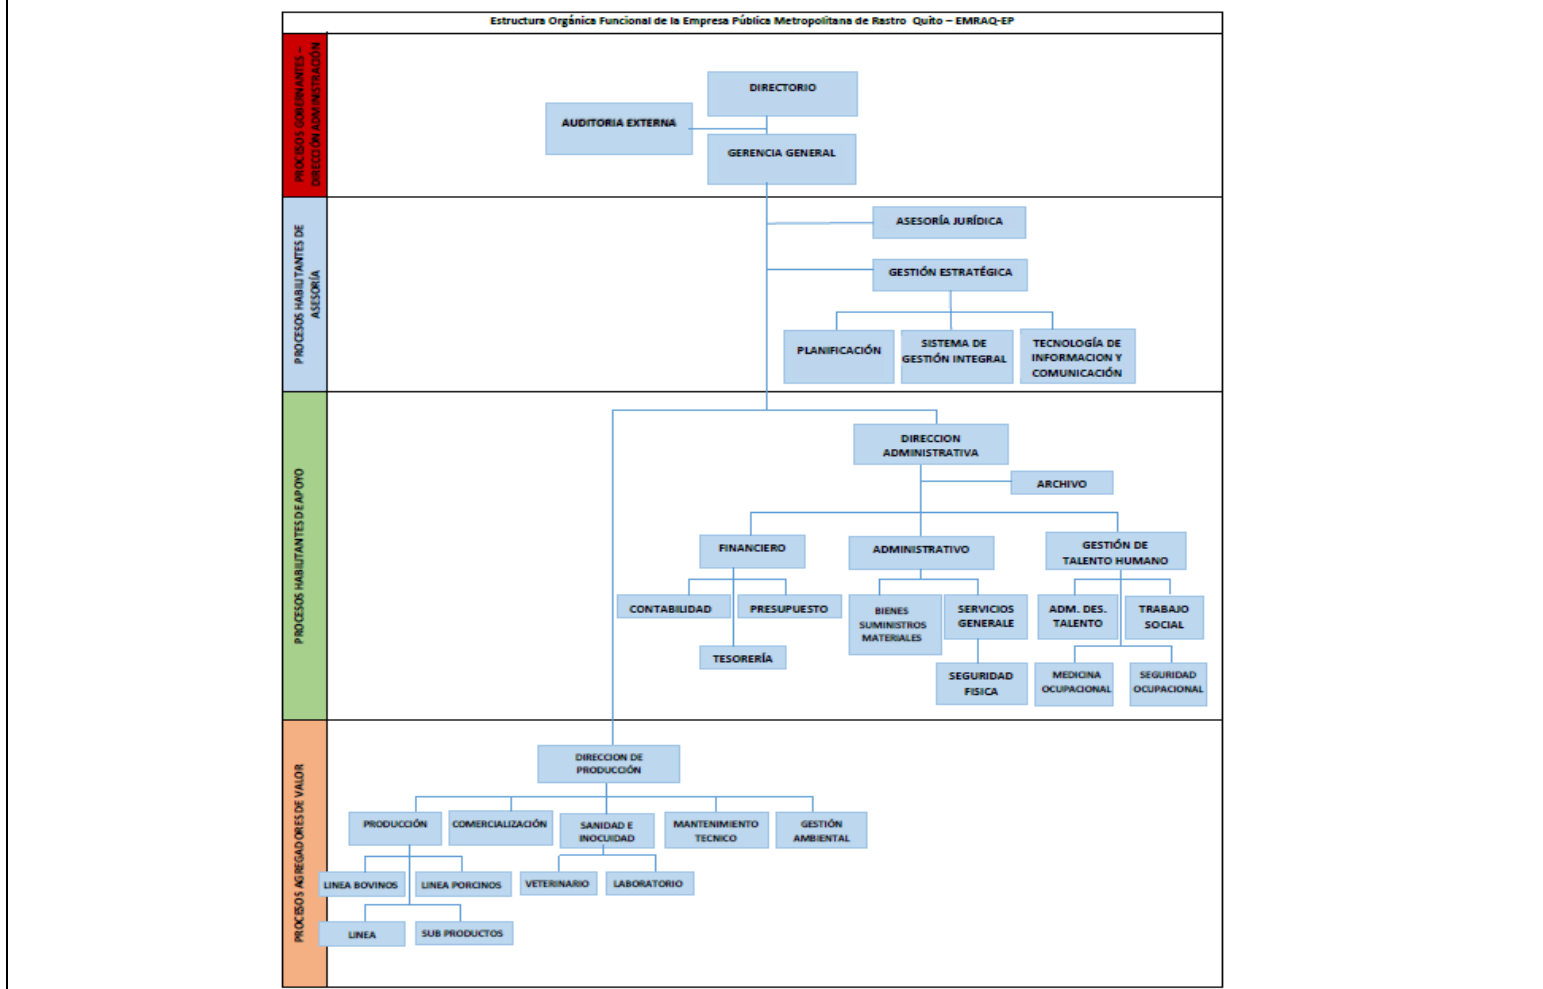 Estructura Orgánica Funcional de la Empresa Pública Metropolitana de Rastro Quito – EMRAQ-EP
PROCESOS GOBERNANTES –
DIRECCIÓN ADMINISTRACIÓN
DIRECTORIO
AUDITORIA EXTERNA
GERENCIA GENERAL
PROCESOS HABILITANTES DE
ASESORÍA
ASESORÍA JURÍDICA
GESTIÓN ESTRATÉGICA
PLANIFICACIÓN
SISTEMA DE
GESTIÓN INTEGRAL
TECNOLOGÍA DE
INFORMACION Y
COMUNICACIÓN
PROCESOS HABILITANTES DE APOYO
DIRECCION
ADMINISTRATIVA
ARCHIVO
FINANCIERO
ADMINISTRATIVO
GESTIÓN DE
TALENTO HUMANO
CONTABILIDAD
PRESUPUESTO
TESORERÍA
BIENES
SUMINISTROS
MATERIALES
SERVICIOS
GENERALE
SEGURIDAD
FISICA
ADM. DES.
TALENTO
TRABAJO
SOCIAL
MEDICINA
OCUPACIONAL
SEGURIDAD
OCUPACIONAL
PROCESOS AGREGADORES DE VALOR
DIRECCION DE
PRODUCCIÓN
PRODUCCIÓN
COMERCIALIZACIÓN
SANIDAD E
INOCUIDAD
MANTENIMIENTO
TECNICO
GESTIÓN
AMBIENTAL
LINEA BOVINOS
LINEA PORCINOS
VETERINARIO
LABORATORIO
LINEA
SUB PRODUCTOS